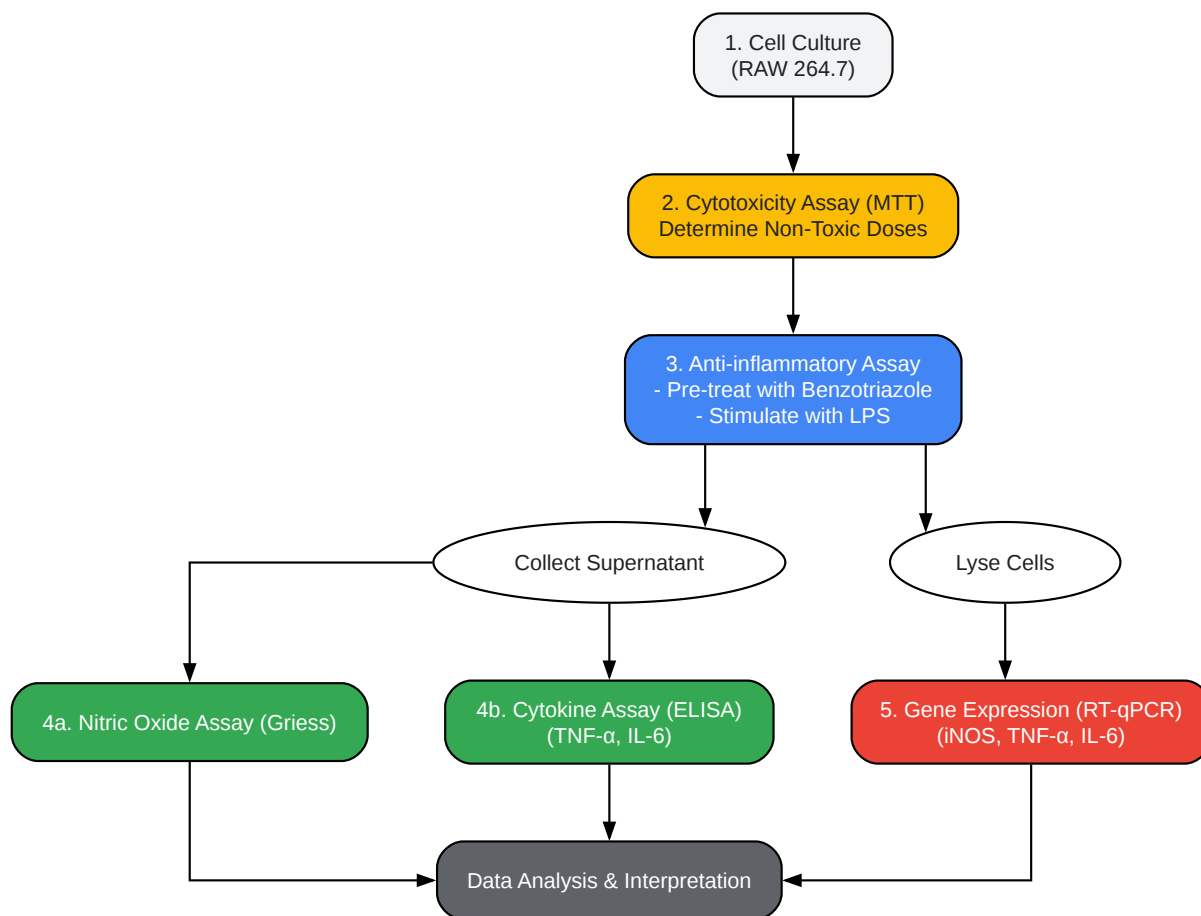 1. Cell Culture
(RAW 264.7)
2. Cytotoxicity Assay (MTT)
Determine Non-Toxic Doses
3. Anti-inflammatory Assay
- Pre-treat with Benzotriazole
- Stimulate with LPS
Collect Supernatant
Lyse Cells
4a. Nitric Oxide Assay (Griess)
4b. Cytokine Assay (ELISA)
(TNF-α, IL-6)
5. Gene Expression (RT-qPCR)
(iNOS, TNF-α, IL-6)
Data Analysis & Interpretation